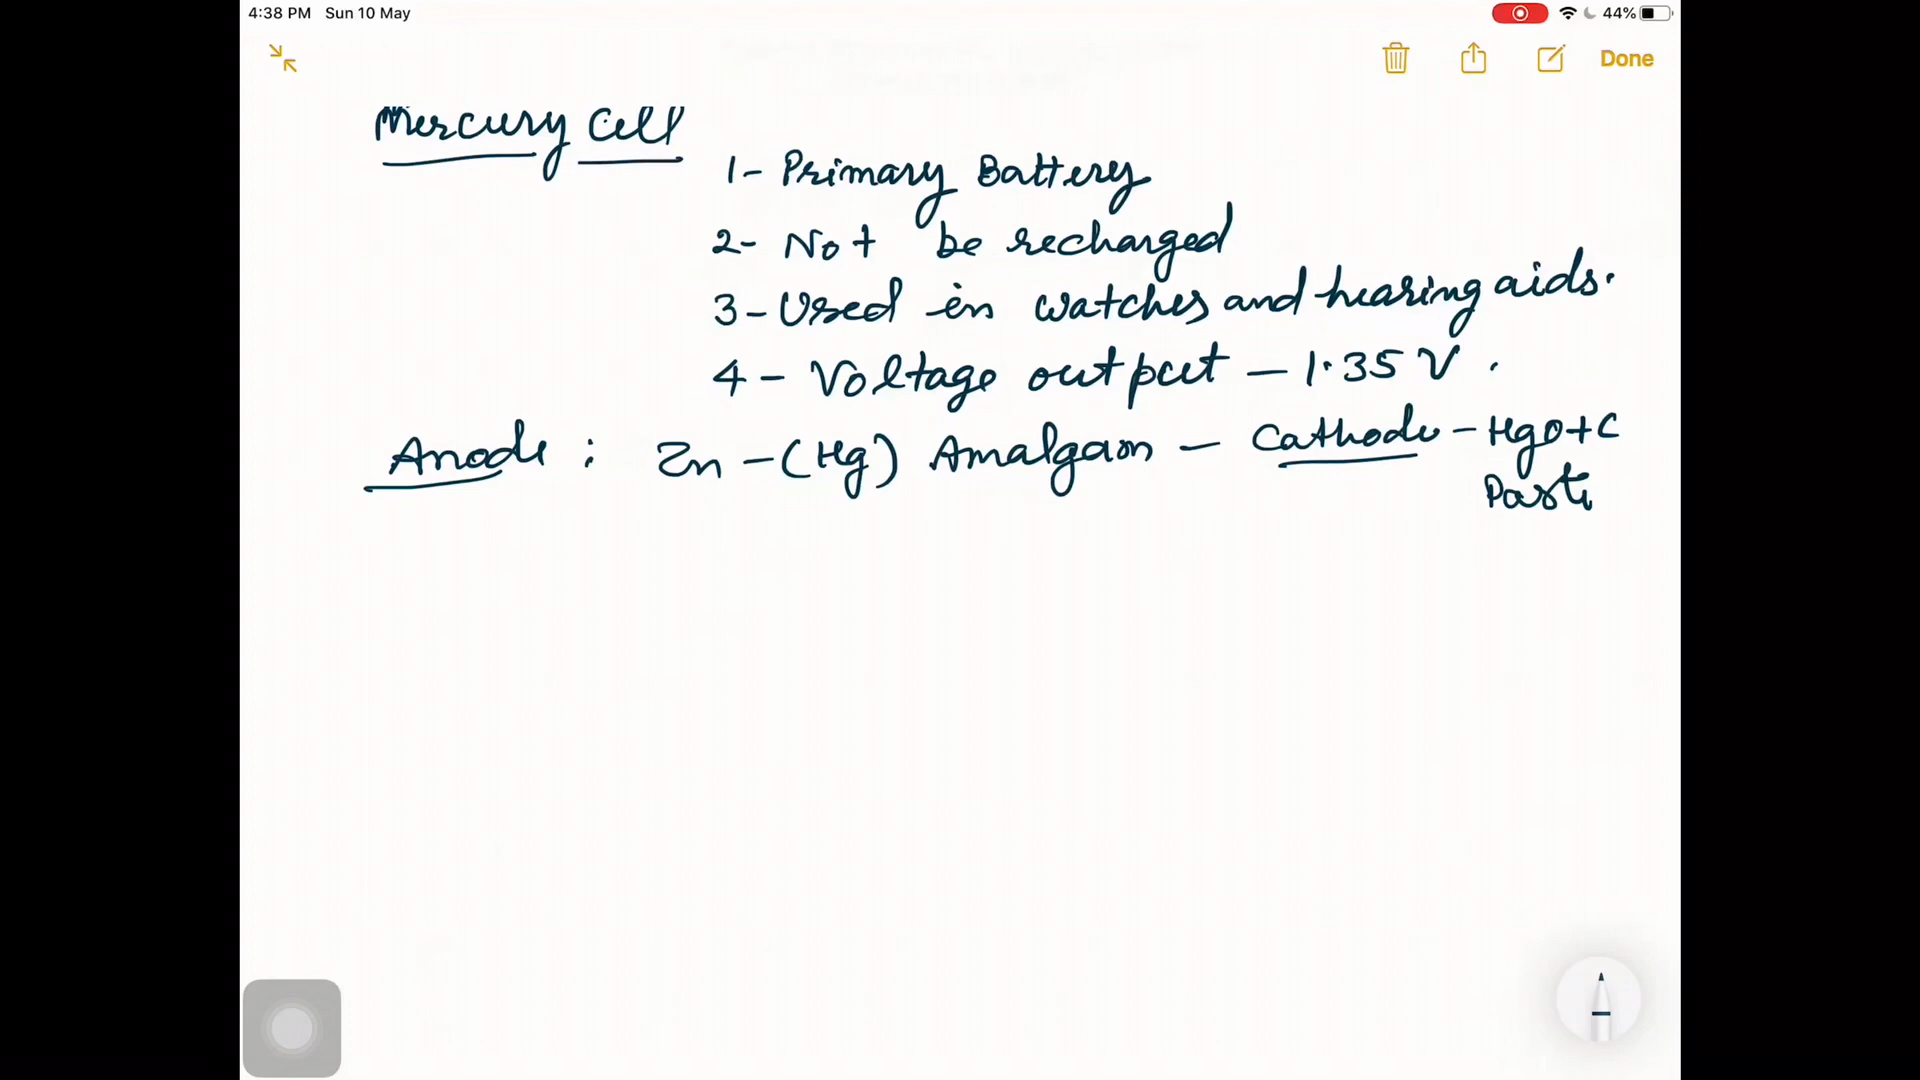 4:38 PM Sun 10 May 44%
Done
Mercury Cell
1- Primary Battery
2- Not be recharged
3- Used in watches and hearing aids.
4- Voltage output - 1.35 V.
Anode : Zn-(Hg) Amalgam - Cathode - HgO+C